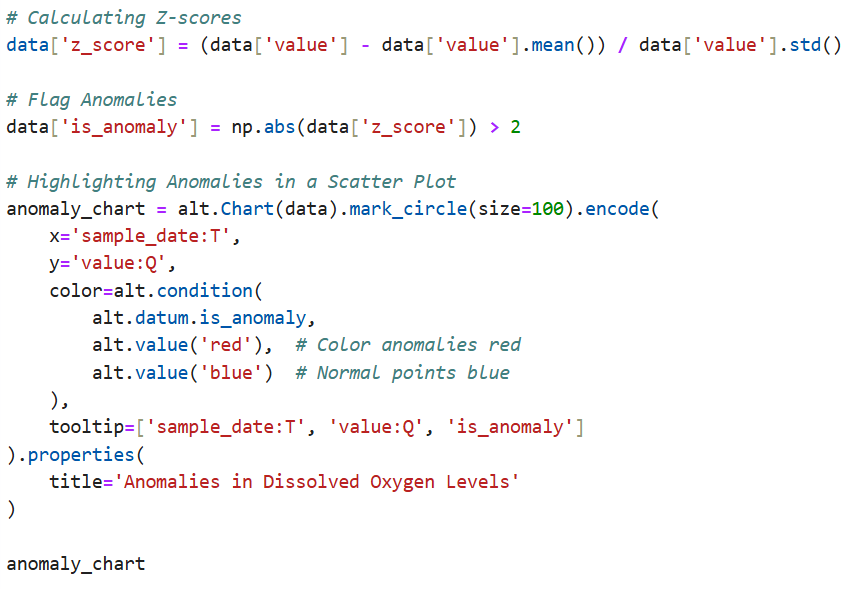 # Calculating Z-scores
data['z_score'] = (data['value'] - data['value'].mean()) / data['value'].std()
# Flag Anomalies
data['is_anomaly'] = np.abs(data['z_score']) > 2
# Highlighting Anomalies in a Scatter Plot
anomaly_chart = alt.Chart(data).mark_circle(size=100).encode(
    x='sample_date:T',
    y='value:Q',
    color=alt.condition(
        alt.datum.is_anomaly,
        alt.value('red'),  # Color anomalies red
        alt.value('blue')  # Normal points blue
    ),
    tooltip=['sample_date:T', 'value:Q', 'is_anomaly']
).properties(
    title='Anomalies in Dissolved Oxygen Levels'
)
anomaly_chart